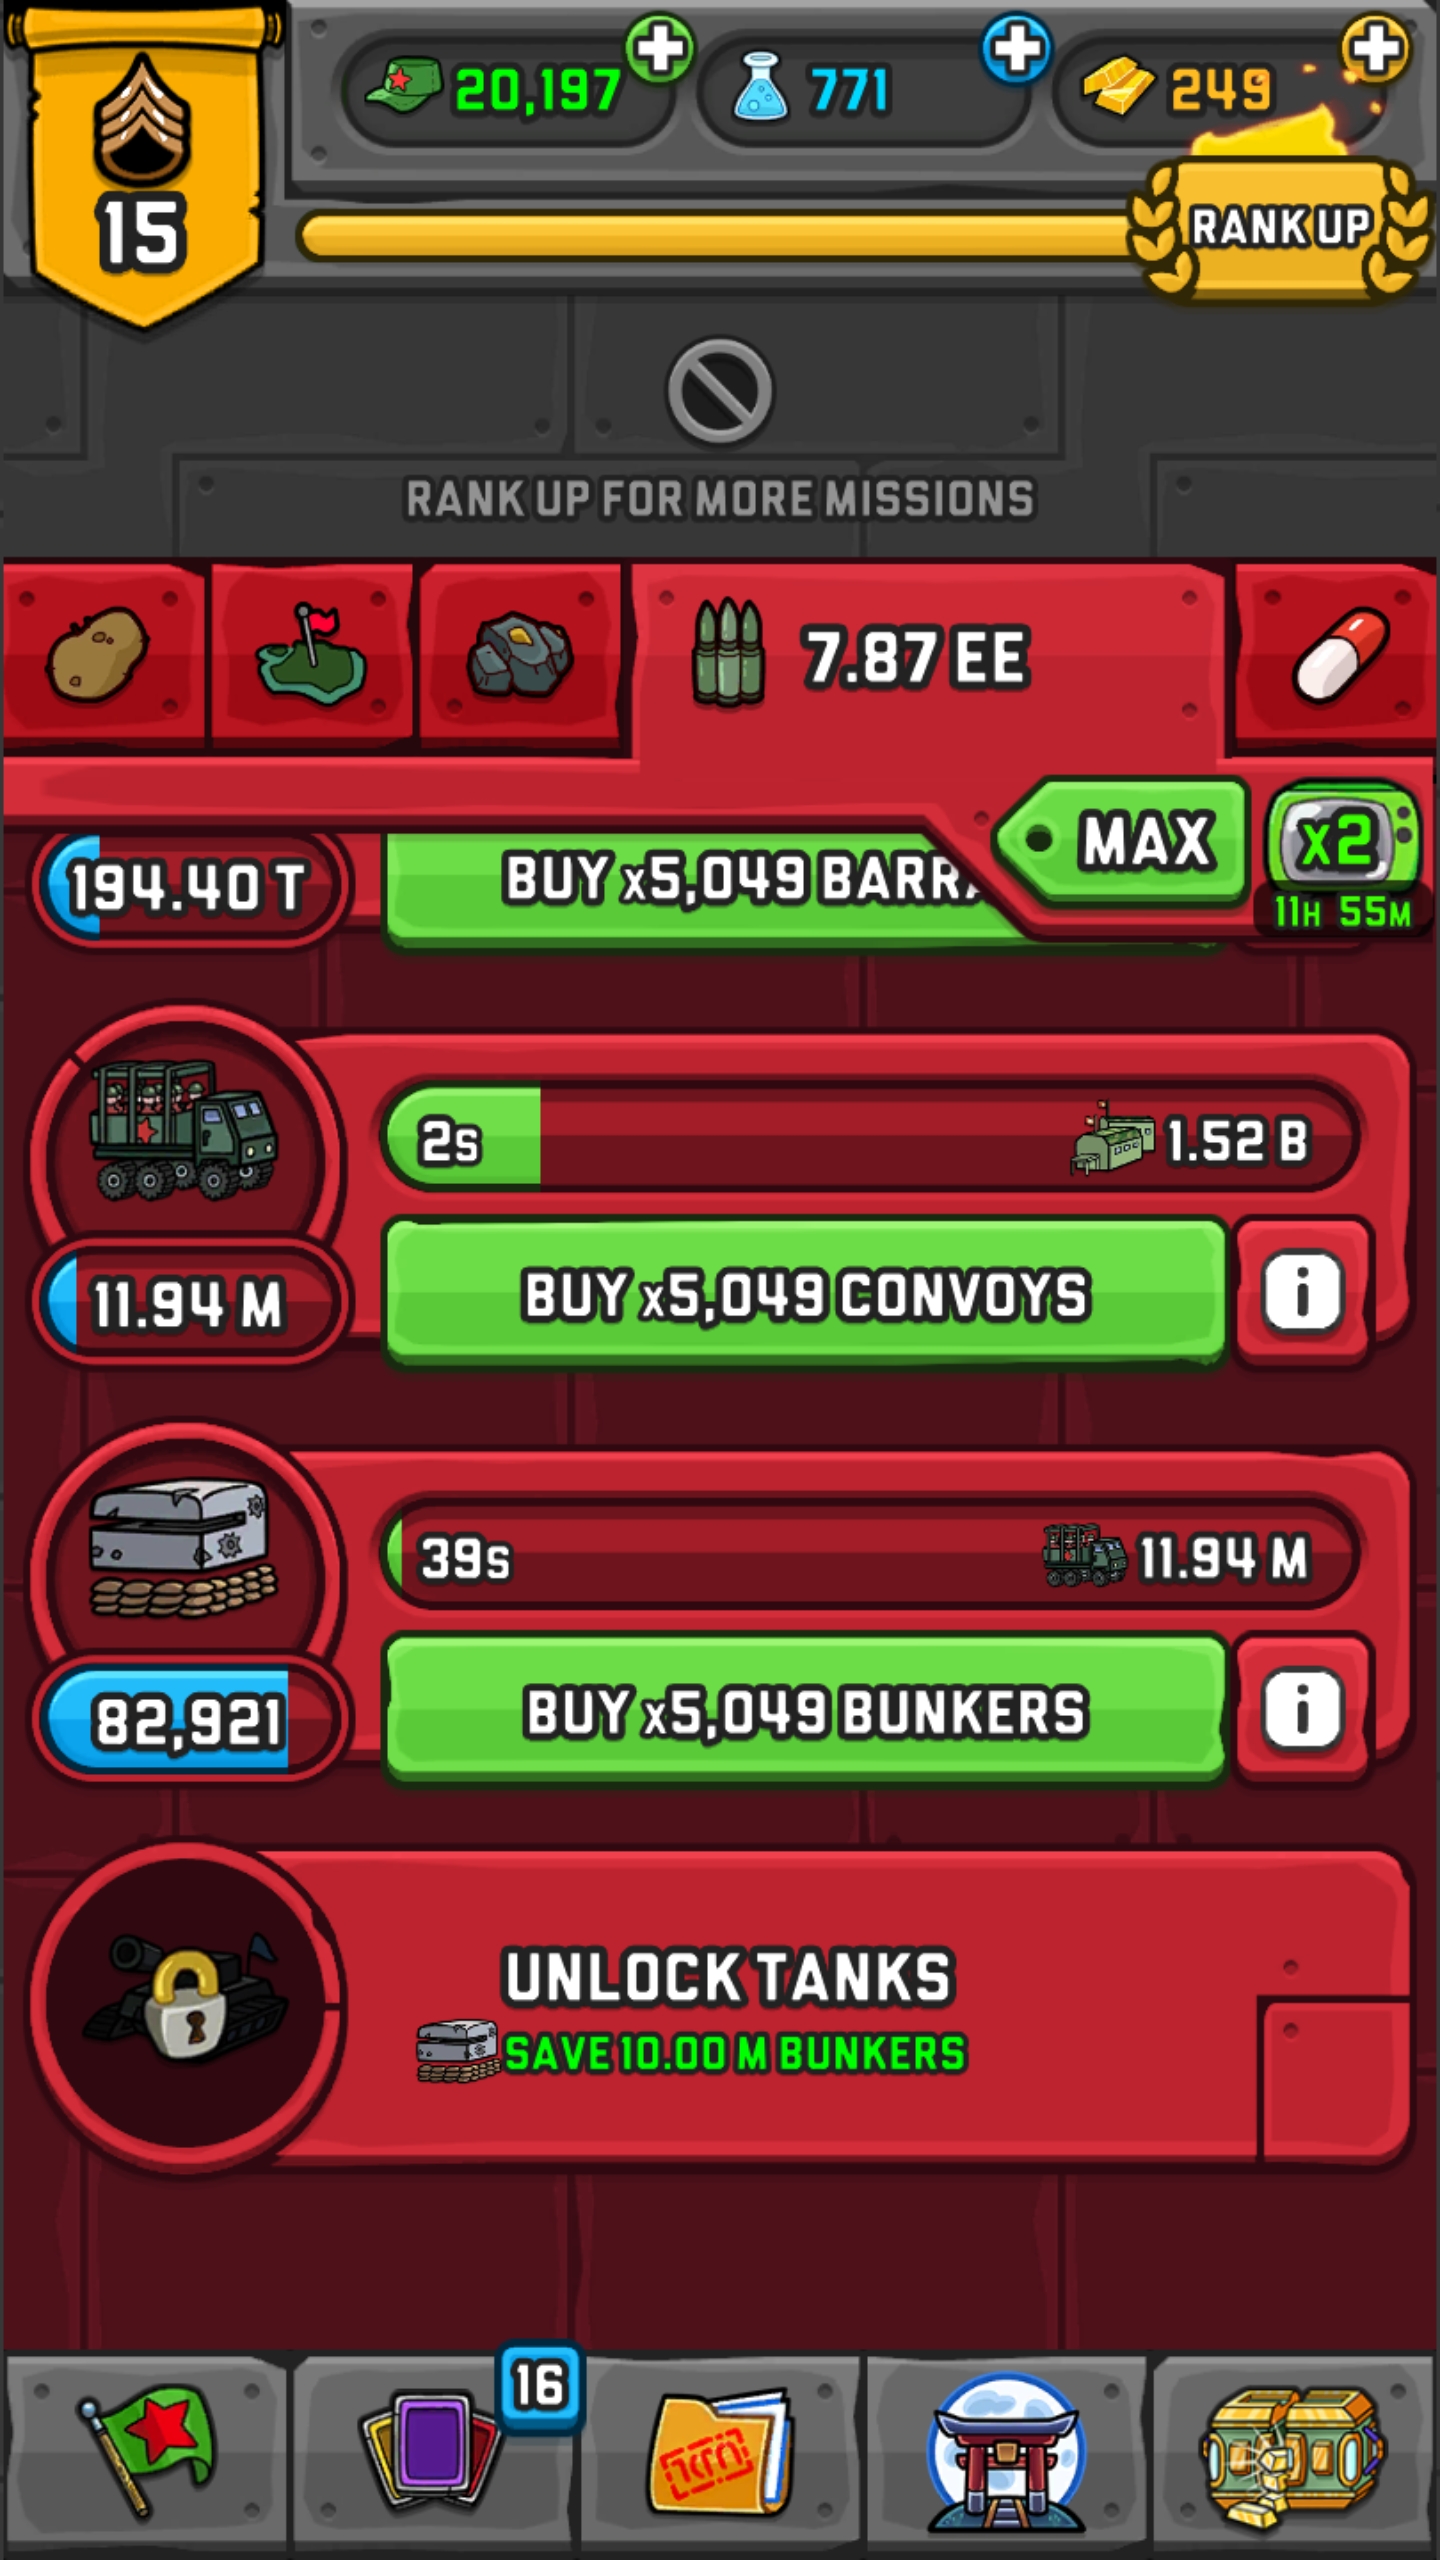 15
20,197
771
249
RANK UP
RANK UP FOR MORE MISSIONS
7.87 EE
MAX
x2
11H 55M
194.40 T
BUY x5,049
2s
1.52 B
11.94 M
BUY x5,049 CONVOYS
i
39s
11.94 M
82,921
BUY x5,049 BUNKERS
i
UNLOCK TANKS
SAVE 10.00 M BUNKERS
16